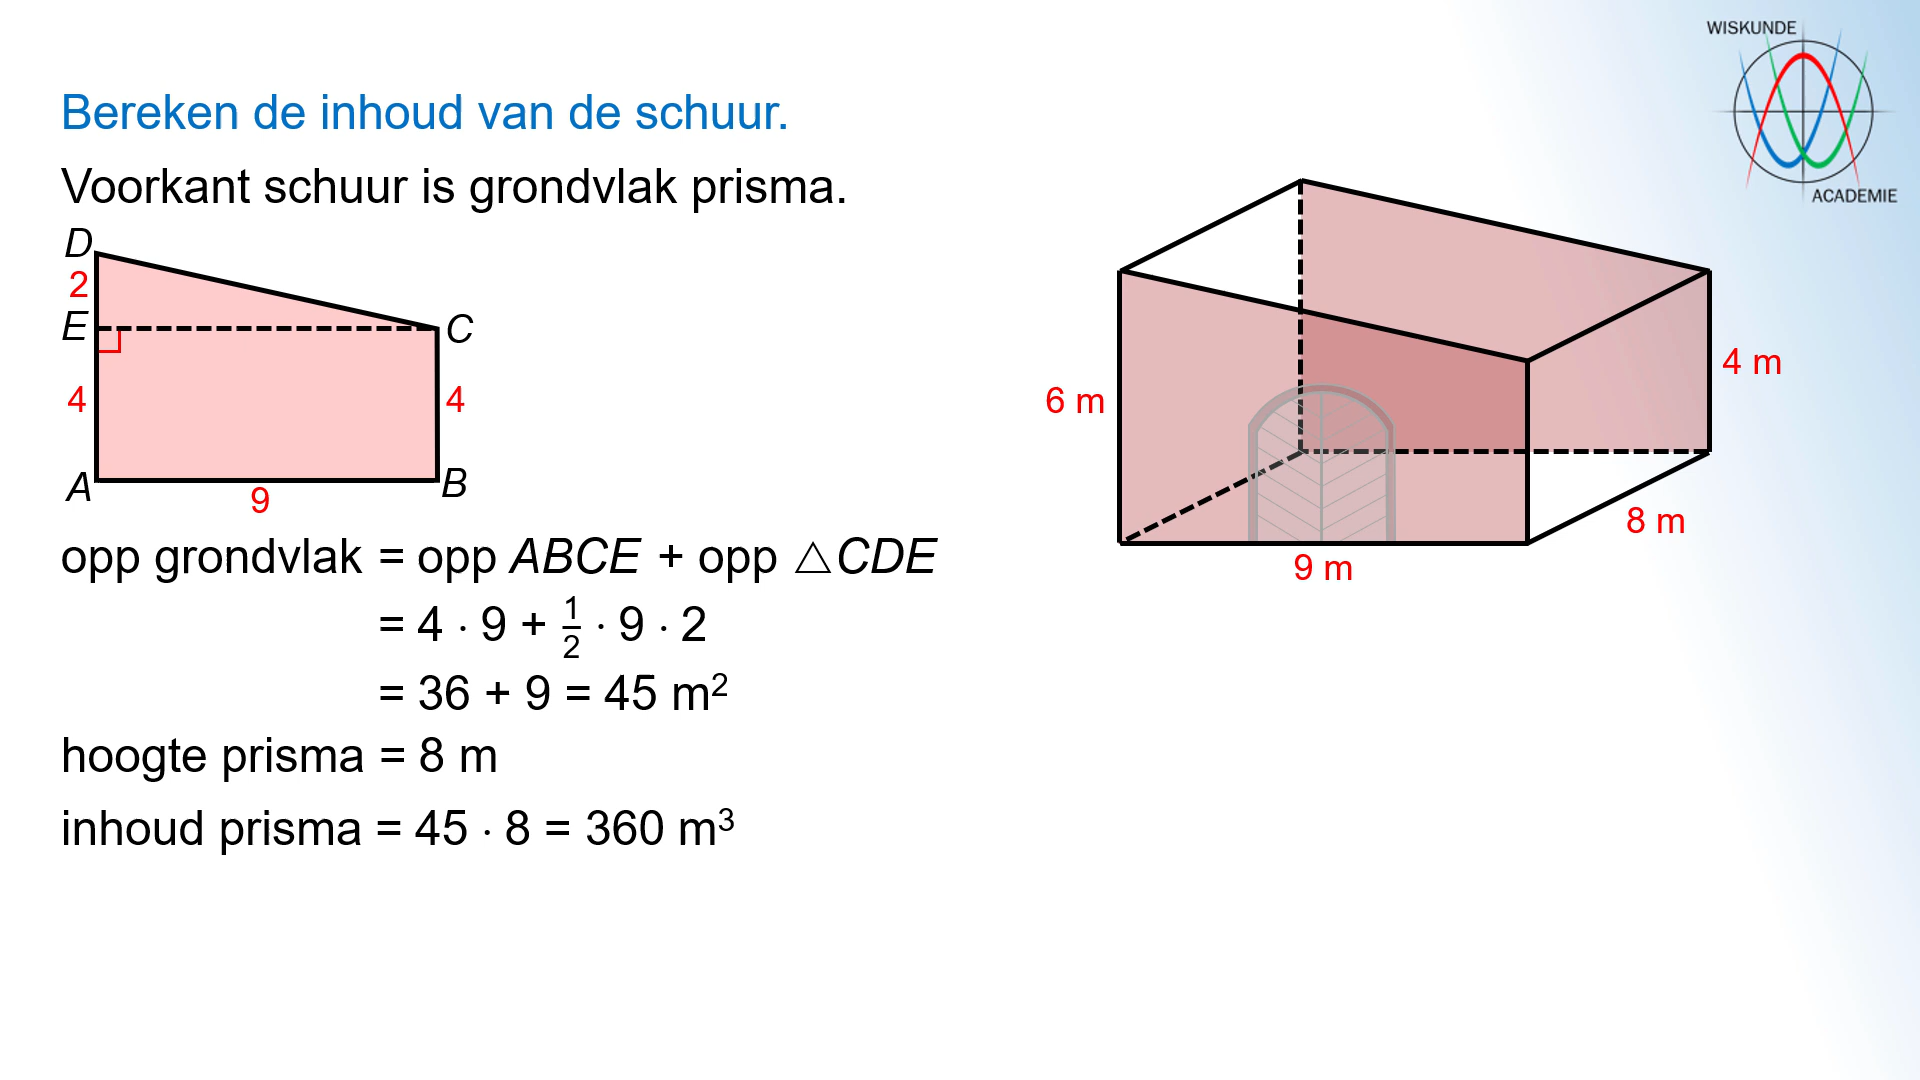 WISKUNDE
ACADEMIE
Bereken de inhoud van de schuur.
Voorkant schuur is grondvlak prisma.
D
2
E
C
4
4
A
B
9
6 m
4 m
8 m
9 m
opp grondvlak = opp ABCE + opp △CDE
= 4 · 9 + 1/2 · 9 · 2
= 36 + 9 = 45 m²
hoogte prisma = 8 m
inhoud prisma = 45 · 8 = 360 m³